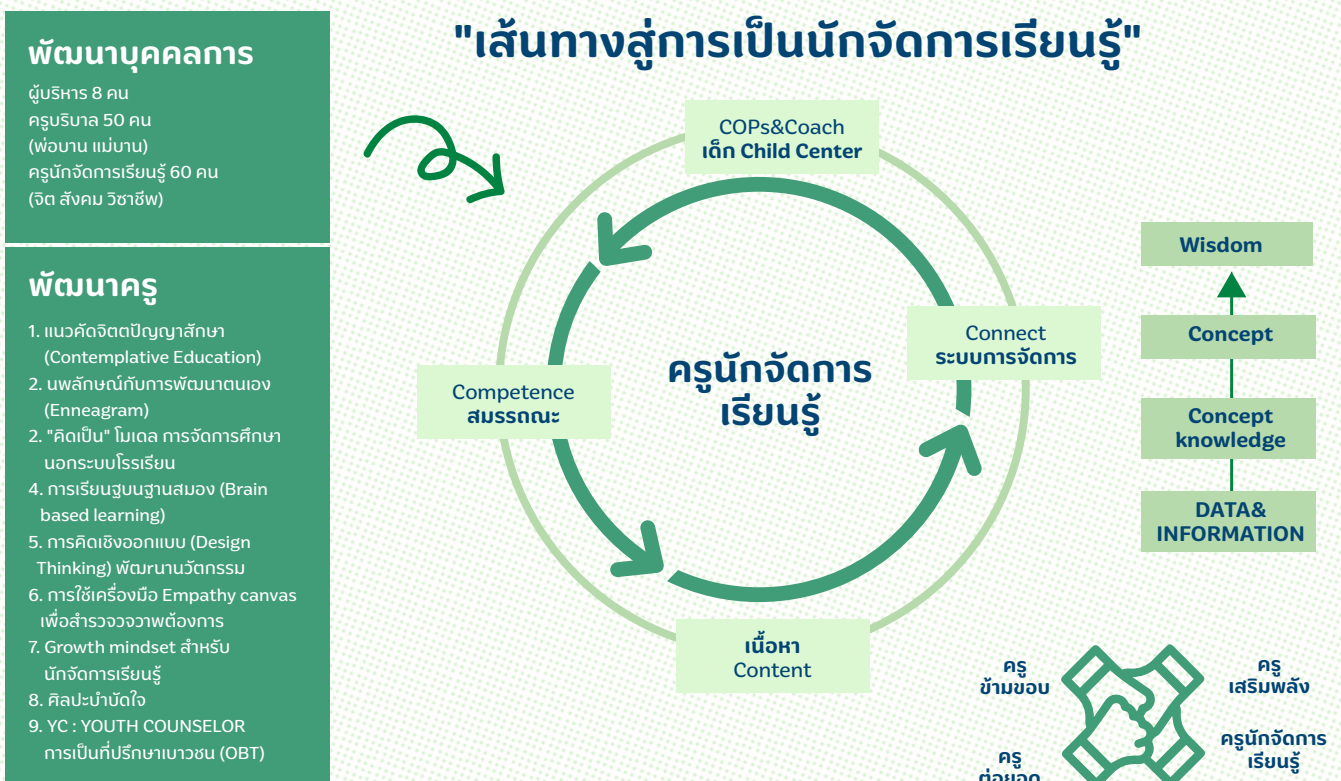 พัฒนาบุคคลการ
ผู้บริหาร 8 คน
ครูบริบาล 50 คน
(พ่อบาน แม่บาน)
ครูนักจัดการเรียนรู้ 60 คน
(จิต สังคม วิชาชีพ)
พัฒนาครู
1. แนวคัดจิตตปัญญาสักษา
(Contemplative Education)
2. นพลักษณ์กับการพัฒนาตนเอง
(Enneagram)
2. "คิดเป็น" โมเดล การจัดการศึกษา
นอกระบบโรรเรียน
4. การเรียนฐบนฐานสมอง (Brain
based learning)
5. การคิดเชิงออกแบบ (Design
Thinking) พัฒนานวัตกรรม
6. การใช้เครื่องมือ Empathy canvas
เพื่อสำรวจวจวาพต้องการ
7. Growth mindset สำหรับ
นักจัดการเรียนรู้
8. ศิลปะบำบัดใจ
9. YC : YOUTH COUNSELOR
การเป็นที่ปรึกษาเบาวชน (OBT)
"เส้นทางสู่การเป็นนักจัดการเรียนรู้"
COPs&Coach
เด็ก Child Center
Connect
ระบบการจัดการ
Competence
สมรรถณะ
ครูนักจัดการ
เรียนรู้
เนื้อหา
Content
Wisdom
Concept
Concept
knowledge
DATA&
INFORMATION
ครู
ข้ามขอบ
ครู
เสริมพลัง
ครูนักจัดการ
เรียนรู้
ครู
ต่อยอด